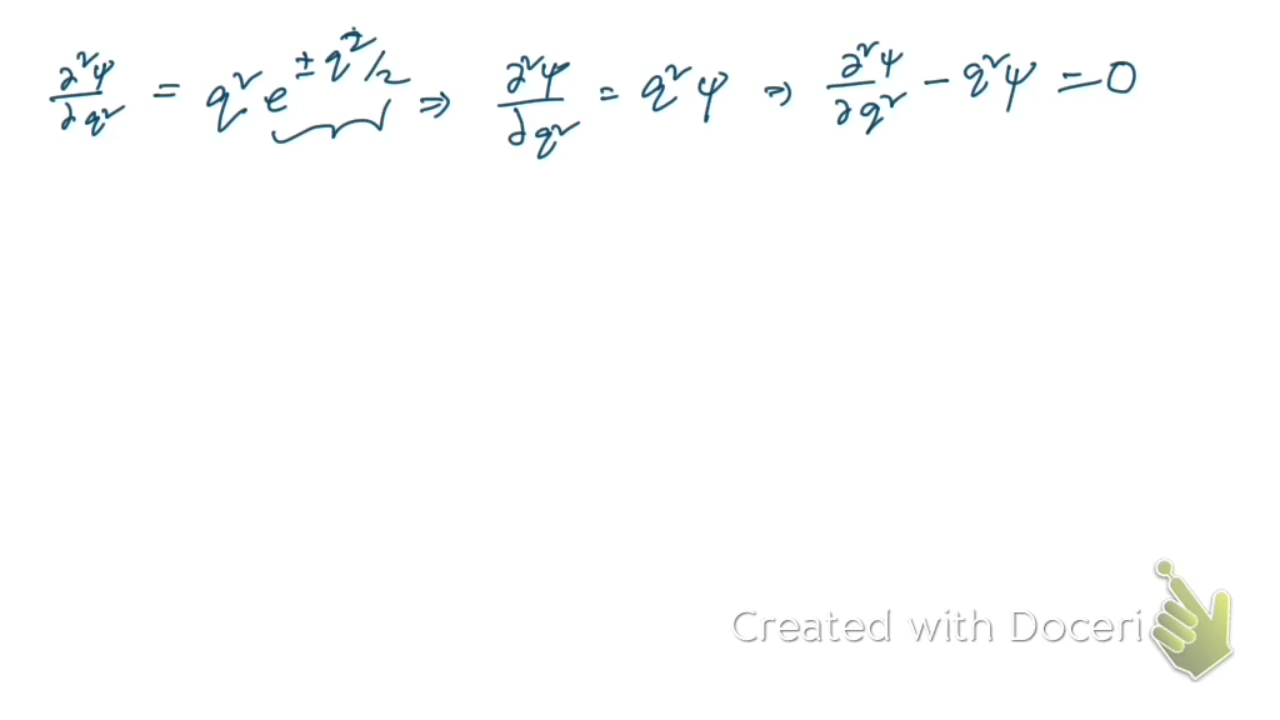 ∂²ψ/∂q² = q² e^{± q²/2} ⇒ ∂²ψ/∂q² = q²ψ ⇒ ∂²ψ/∂q² − q²ψ = 0
Created with Doceri